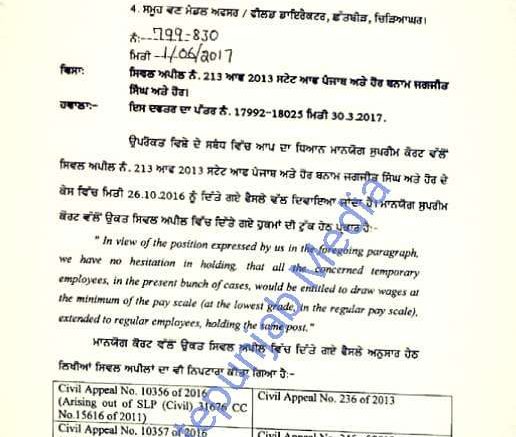 4. ਸਮੂਹ ਵਣ ਮੰਡਲ ਅਫਸਰ / ਫੀਲਡ ਡਾਇਰੈਕਟਰ, ਛੱਤਬੀੜ, ਚਿੜਿਆਘਰ।
ਨੰ:- 799-830
ਮਿਤੀ - 1/06/2017
ਵਿਸ਼ਾ: ਸਿਵਲ ਅਪੀਲ ਨੰ. 213 ਆਫ 2013 ਸਟੇਟ ਆਫ ਪੰਜਾਬ ਅਤੇ ਹੋਰ ਬਨਾਮ ਜਗਜੀਤ
ਸਿੰਘ ਅਤੇ ਹੋਰ।
ਹਵਾਲਾ:- ਇਸ ਦਫਤਰ ਦਾ ਪੱਤਰ ਨੰ. 17992-18025 ਮਿਤੀ 30.3.2017.
ਉਪਰੋਕਤ ਵਿਸ਼ੇ ਦੇ ਸਬੰਧ ਵਿੱਚ ਆਪ ਦਾ ਧਿਆਨ ਮਾਨਯੋਗ ਸੁਪਰੀਮ ਕੋਰਟ ਵੱਲੋਂ
ਸਿਵਲ ਅਪੀਲ ਨੰ. 213 ਆਫ 2013 ਸਟੇਟ ਆਫ ਪੰਜਾਬ ਅਤੇ ਹੋਰ ਬਨਾਮ ਜਗਜੀਤ ਸਿੰਘ ਅਤੇ ਹੋਰ ਦੇ
ਕੇਸ ਵਿੱਚ ਮਿਤੀ 26.10.2016 ਨੂੰ ਦਿੱਤੇ ਗਏ ਫੈਸਲੇ ਵੱਲ ਦਿਵਾਇਆ ਜਾਂਦਾ ਹੈ। ਮਾਨਯੋਗ ਸੁਪਰੀਮ
ਕੋਰਟ ਵੱਲੋਂ ਉਕਤ ਸਿਵਲ ਅਪੀਲ ਵਿੱਚ ਦਿੱਤੇ ਗਏ ਹੁਕਮਾਂ ਦੀ ਟੁੱਕ ਹੇਠ ਪ੍ਰਕਾਰ ਹੈ:-
" In view of the position expressed by us in the foregoing paragraph,
we have no hesitation in holding, that all the concerned temporary
employees, in the present bunch of cases, would be entitled to draw wages at
the minimum of the pay scale (at the lowest grade, in the regular pay scale),
extended to regular employees, holding the same post."
ਮਾਨਯੋਗ ਕੋਰਟ ਵੱਲੋਂ ਉਕਤ ਸਿਵਲ ਅਪੀਲ ਵਿੱਚ ਦਿੱਤੇ ਗਏ ਫੈਸਲੇ ਅਨੁਸਾਰ ਹੇਠ
ਲਿਖੀਆਂ ਸਿਵਲ ਅਪੀਲਾਂ ਦਾ ਵੀ ਨਿਪਟਾਰਾ ਕੀਤਾ ਗਿਆ ਹੈ:-
Civil Appeal No. 10356 of 2016 Civil Appeal No. 236 of 2013
(Arising out of SLP (Civil) 31676 CC
No.15616 of 2011)
Civil Appeal No. 10357 of 2016
epunjab Media